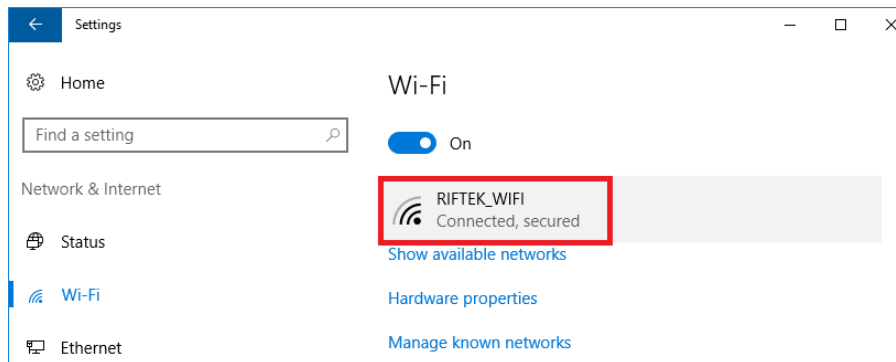 Settings
Home
Find a setting
Network & Internet
Status
Wi-Fi
Ethernet
Wi-Fi
On
RIFTEK_WIFI
Connected, secured
Show available networks
Hardware properties
Manage known networks